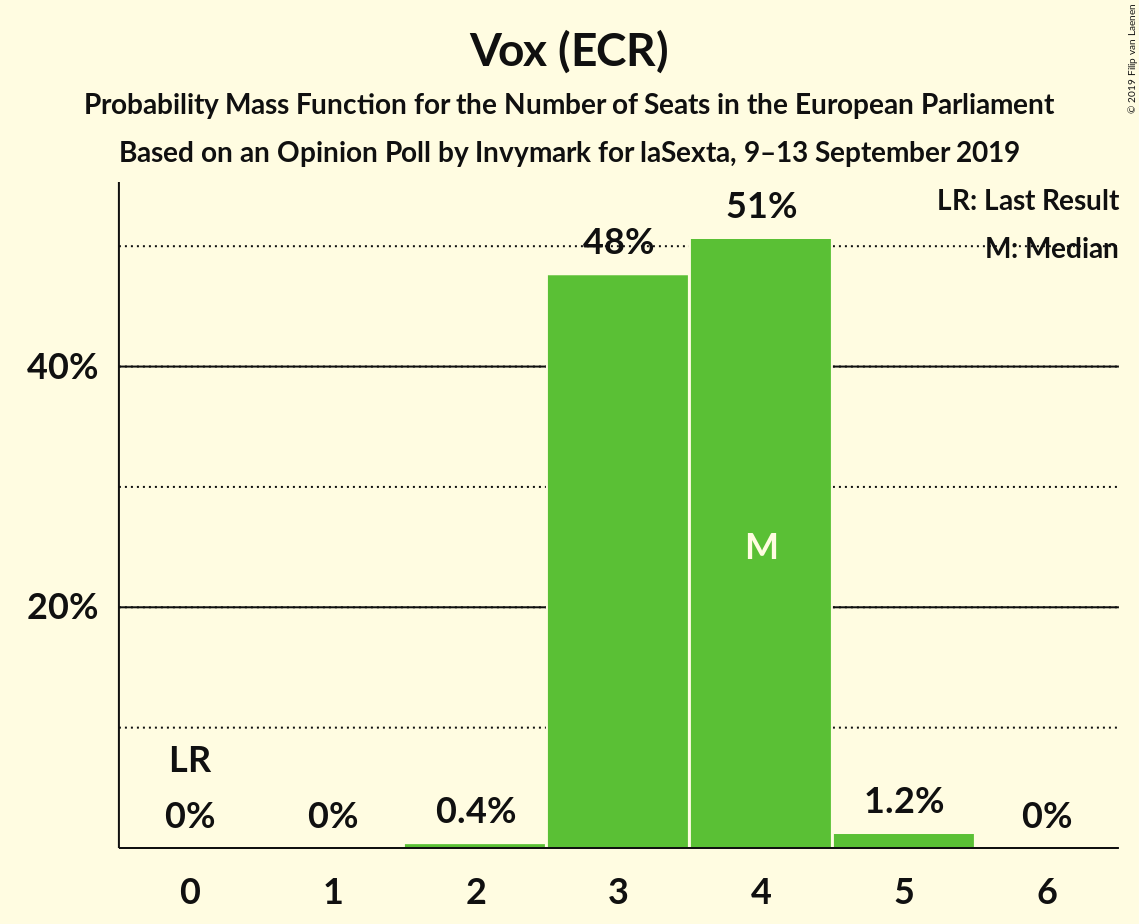 Vox (ECR)
Probability Mass Function for the Number of Seats in the European Parliament
Based on an Opinion Poll by Invymark for laSexta, 9–13 September 2019
© 2019 Filip van Laenen
LR: Last Result
M: Median
51%
48%
40%
M
20%
LR
0%
0%
0.4%
1.2%
0%
0
1
2
3
4
5
6